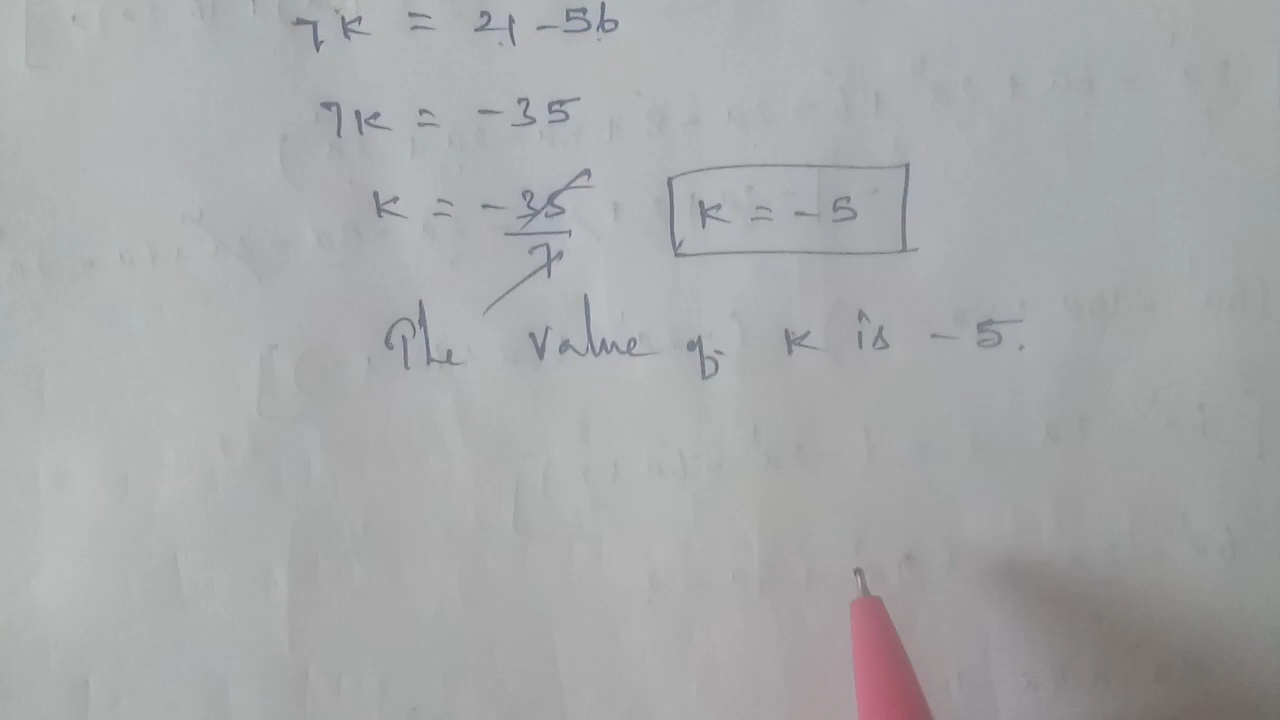 7K = 21 - 56
7K = -35
K = -35/7 K = -5
The value of K is -5.